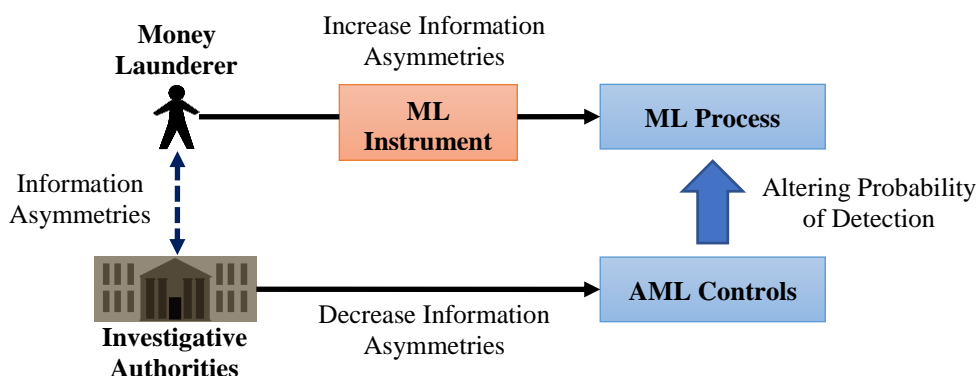 Money
Launderer
Increase Information
Asymmetries
ML
Instrument
ML Process
Information
Asymmetries
Altering Probability
of Detection
AML Controls
Decrease Information
Asymmetries
Investigative
Authorities